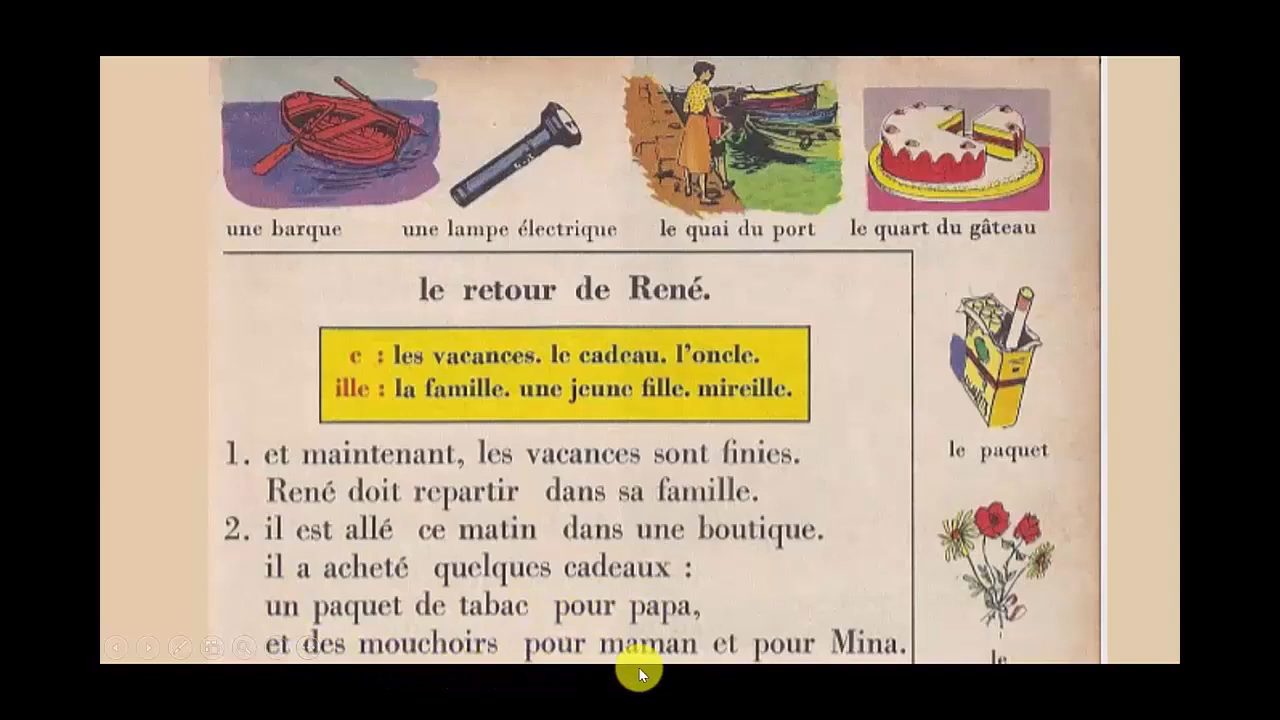 une barque
une lampe électrique
le quai du port
le quart du gâteau
le retour de René.
c : les vacances. le cadeau. l'oncle.
ille : la famille. une jeune fille. mireille.
le paquet
1. et maintenant, les vacances sont finies.
René doit repartir dans sa famille.
2. il est allé ce matin dans une boutique.
il a acheté quelques cadeaux :
un paquet de tabac pour papa,
et des mouchoirs pour maman et pour Mina.
le